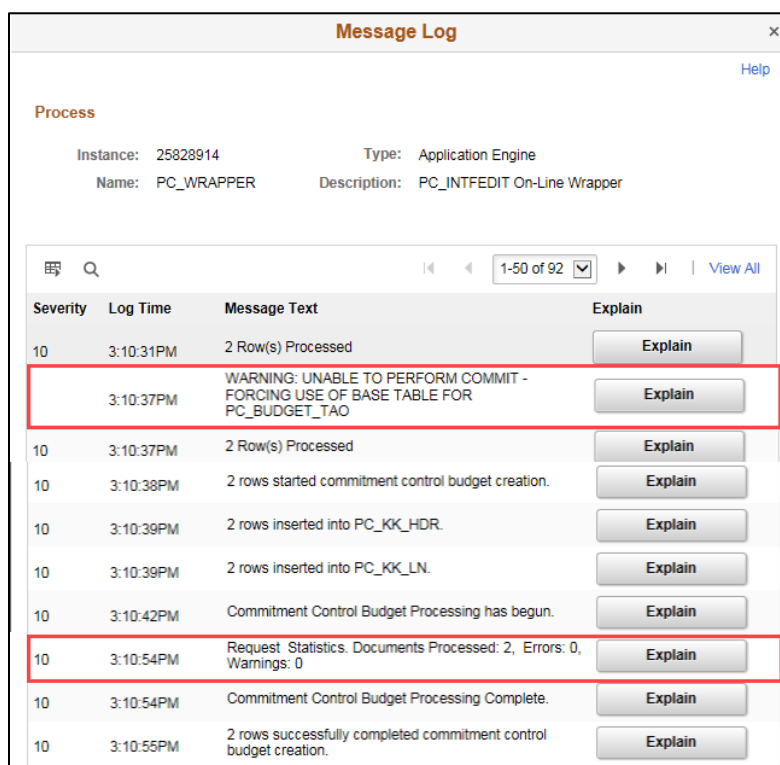 Message Log
×
Help
Process
Instance: 25828914 Type: Application Engine
Name: PC_WRAPPER Description: PC_INTFEDIT On-Line Wrapper
1-50 of 92 | View All
Severity Log Time Message Text Explain
10 3:10:31PM 2 Row(s) Processed Explain
WARNING: UNABLE TO PERFORM COMMIT -
3:10:37PM FORCING USE OF BASE TABLE FOR Explain
PC_BUDGET_TAO
10 3:10:37PM 2 Row(s) Processed Explain
10 3:10:38PM 2 rows started commitment control budget creation. Explain
10 3:10:39PM 2 rows inserted into PC_KK_HDR. Explain
10 3:10:39PM 2 rows inserted into PC_KK_LN. Explain
10 3:10:42PM Commitment Control Budget Processing has begun. Explain
10 3:10:54PM Request Statistics. Documents Processed: 2, Errors: 0, Explain
Warnings: 0
10 3:10:54PM Commitment Control Budget Processing Complete. Explain
10 3:10:55PM 2 rows successfully completed commitment control Explain
budget creation.